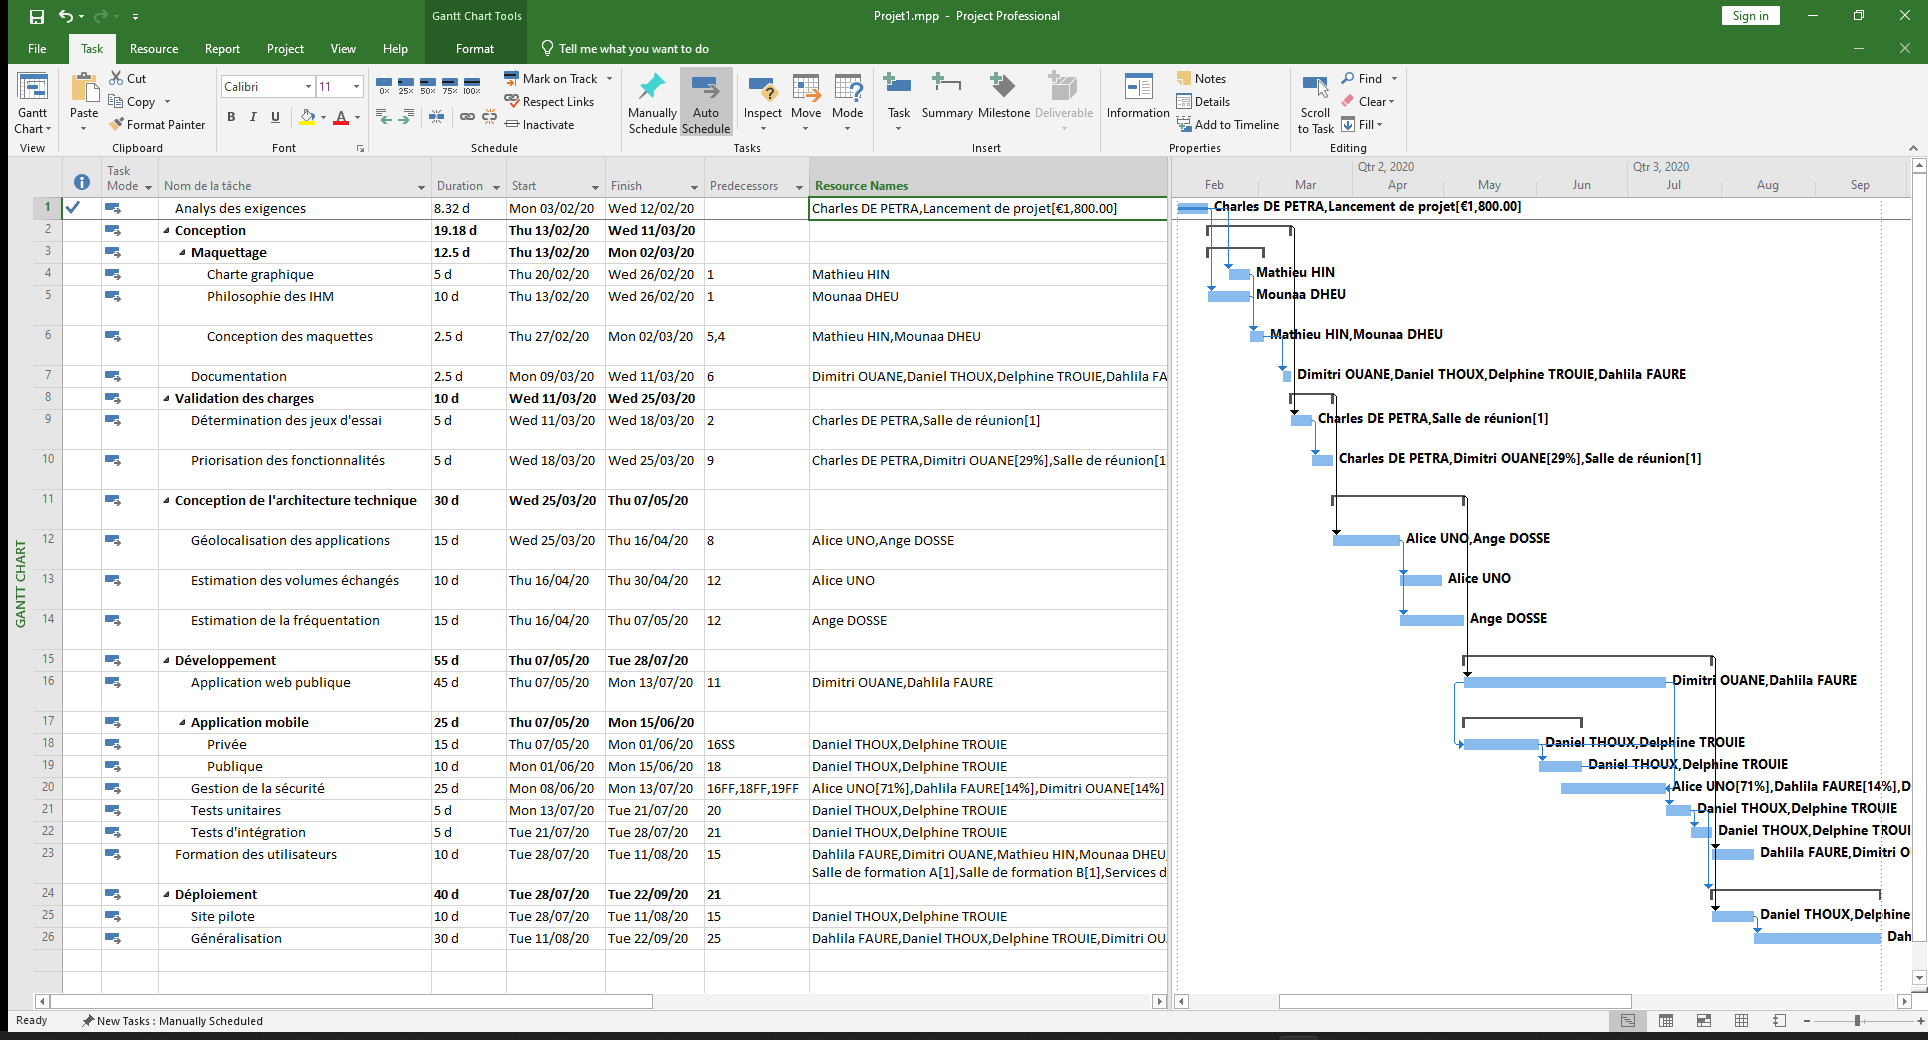 Gantt Chart Tools
Projet1.mpp - Project Professional
Sign in
File Task Resource Report Project View Help Format Tell me what you want to do
Gantt Chart
View
Paste
Cut
Copy
Format Painter
Clipboard
Calibri 11
B I U A
Font
0% 25% 50% 75% 100%
Mark on Track
Respect Links
Inactivate
Schedule
Manually Schedule
Auto Schedule
Inspect
Move
Mode
Tasks
Task
Summary
Milestone
Deliverable
Insert
Information
Notes
Details
Add to Timeline
Properties
Scroll to Task
Find
Clear
Fill
Editing
GANTT CHART
Task Mode Nom de la tâche Duration Start Finish Predecessors Resource Names
1 Analys des exigences 8.32 d Mon 03/02/20 Wed 12/02/20 Charles DE PETRA,Lancement de projet[€1,800.00]
2 Conception 19.18 d Thu 13/02/20 Wed 11/03/20
3 Maquettage 12.5 d Thu 13/02/20 Mon 02/03/20
4 Charte graphique 5 d Thu 20/02/20 Wed 26/02/20 1 Mathieu HIN
5 Philosophie des IHM 10 d Thu 13/02/20 Wed 26/02/20 1 Mounaa DHEU
6 Conception des maquettes 2.5 d Thu 27/02/20 Mon 02/03/20 5,4 Mathieu HIN,Mounaa DHEU
7 Documentation 2.5 d Mon 09/03/20 Wed 11/03/20 6 Dimitri OUANE,Daniel THOUX,Delphine TROUIE,Dahlila FA
8 Validation des charges 10 d Wed 11/03/20 Wed 25/03/20
9 Détermination des jeux d'essai 5 d Wed 11/03/20 Wed 18/03/20 2 Charles DE PETRA,Salle de réunion[1]
10 Priorisation des fonctionnalités 5 d Wed 18/03/20 Wed 25/03/20 9 Charles DE PETRA,Dimitri OUANE[29%],Salle de réunion[1
11 Conception de l'architecture technique 30 d Wed 25/03/20 Thu 07/05/20
12 Géolocalisation des applications 15 d Wed 25/03/20 Thu 16/04/20 8 Alice UNO,Ange DOSSE
13 Estimation des volumes échangés 10 d Thu 16/04/20 Thu 30/04/20 12 Alice UNO
14 Estimation de la fréquentation 15 d Thu 16/04/20 Thu 07/05/20 12 Ange DOSSE
15 Développement 55 d Thu 07/05/20 Tue 28/07/20
16 Application web publique 45 d Thu 07/05/20 Mon 13/07/20 11 Dimitri OUANE,Dahlila FAURE
17 Application mobile 25 d Thu 07/05/20 Mon 15/06/20
18 Privée 15 d Thu 07/05/20 Mon 01/06/20 16SS Daniel THOUX,Delphine TROUIE
19 Publique 10 d Mon 01/06/20 Mon 15/06/20 18 Daniel THOUX,Delphine TROUIE
20 Gestion de la sécurité 25 d Mon 08/06/20 Mon 13/07/20 16FF,18FF,19FF Alice UNO[71%],Dahlila FAURE[14%],Dimitri OUANE[14%]
21 Tests unitaires 5 d Mon 13/07/20 Tue 21/07/20 20 Daniel THOUX,Delphine TROUIE
22 Tests d'intégration 5 d Tue 21/07/20 Tue 28/07/20 21 Daniel THOUX,Delphine TROUIE
23 Formation des utilisateurs 10 d Tue 28/07/20 Tue 11/08/20 15 Dahlila FAURE,Dimitri OUANE,Mathieu HIN,Mounaa DHEU,
Salle de formation A[1],Salle de formation B[1],Services d
24 Déploiement 40 d Tue 28/07/20 Tue 22/09/20 21
25 Site pilote 10 d Tue 28/07/20 Tue 11/08/20 15 Daniel THOUX,Delphine TROUIE
26 Généralisation 30 d Tue 11/08/20 Tue 22/09/20 25 Dahlila FAURE,Daniel THOUX,Delphine TROUIE,Dimitri OU
Qtr 2, 2020 Qtr 3, 2020
Feb Mar Apr May Jun Jul Aug Sep
Charles DE PETRA,Lancement de projet[€1,800.00]
Mathieu HIN
Mounaa DHEU
Mathieu HIN,Mounaa DHEU
Dimitri OUANE,Daniel THOUX,Delphine TROUIE,Dahlila FAURE
Charles DE PETRA,Salle de réunion[1]
Charles DE PETRA,Dimitri OUANE[29%],Salle de réunion[1]
Alice UNO,Ange DOSSE
Alice UNO
Ange DOSSE
Dimitri OUANE,Dahlila FAURE
Daniel THOUX,Delphine TROUIE
Daniel THOUX,Delphine TROUIE
Alice UNO[71%],Dahlila FAURE[14%],D
Daniel THOUX,Delphine TROUIE
Daniel THOUX,Delphine TROUI
Dahlila FAURE,Dimitri O
Daniel THOUX,Delphine
Dah
Ready New Tasks : Manually Scheduled